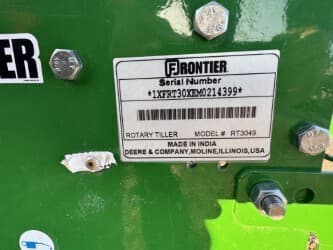 ER
FRONTIER
Serial Number
*1XFRT30XEM0214399*
ROTARY TILLER MODEL # RT3049
MADE IN INDIA
DEERE & COMPANY, MOLINE, ILLINOIS, USA